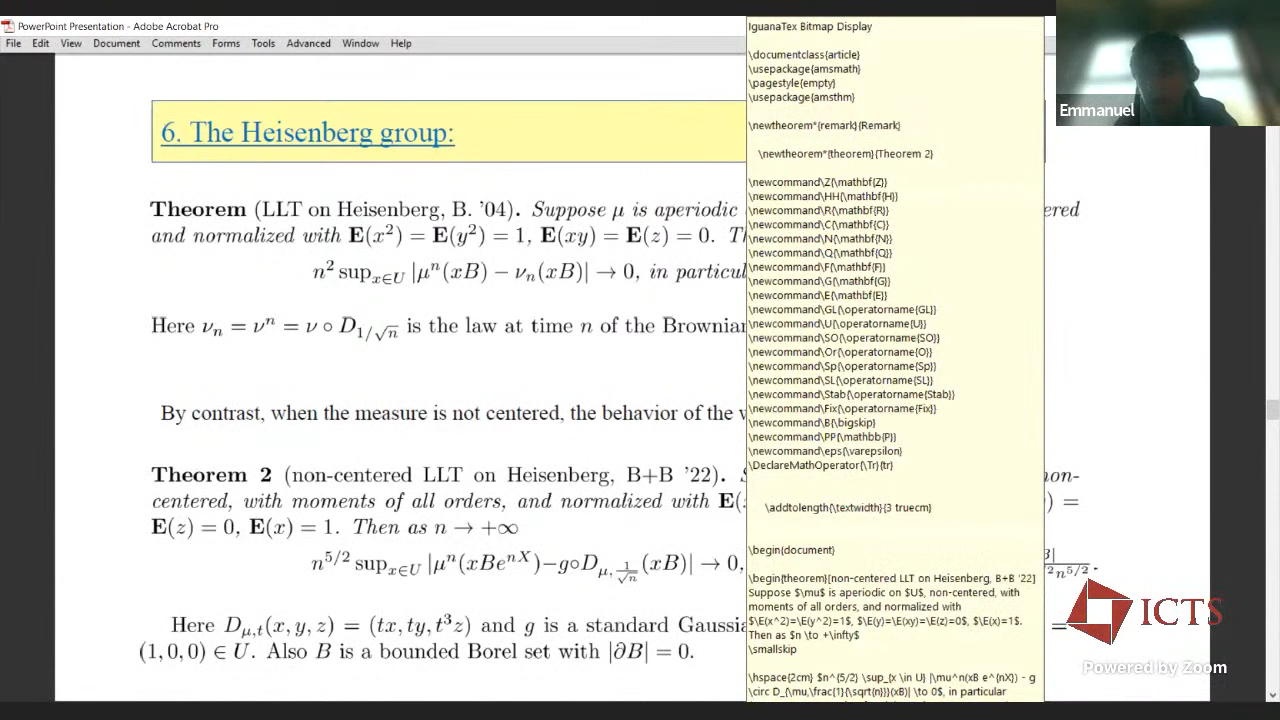 PowerPoint Presentation - Adobe Acrobat Pro
File Edit View Document Comments Forms Tools Advanced Window Help
6. The Heisenberg group:
Theorem (LLT on Heisenberg, B. '04). Suppose μ is aperiodic
and normalized with E(x²) = E(y²) = 1, E(xy) = E(z) = 0.
n² sup_{x∈U} |μⁿ(xB) − ν_n(xB)| → 0, in particul
Here ν_n = νⁿ = ν ∘ D_{1/√n} is the law at time n of the Brownia
By contrast, when the measure is not centered, the behavior of the
Theorem 2 (non-centered LLT on Heisenberg, B+B '22).
centered, with moments of all orders, and normalized with
E(z) = 0, E(x) = 1. Then as n → +∞
n^{5/2} sup_{x∈U} |μⁿ(xBe^{nX})−g∘D_{μ,1/√n}(xB)| → 0,
Here D_{μ,t}(x, y, z) = (tx, ty, t³z) and g is a standard Gaussia
(1, 0, 0) ∈ U. Also B is a bounded Borel set with |∂B| = 0.
ered
non-
) =
=
IguanaTex Bitmap Display
\documentclass{article}
\usepackage{amsmath}
\pagestyle{empty}
\usepackage{amsthm}
\newtheorem*{remark}{Remark}
\newtheorem*{theorem}{Theorem 2}
\newcommand\Z{\mathbf{Z}}
\newcommand\HH{\mathbf{H}}
\newcommand\R{\mathbf{R}}
\newcommand\C{\mathbf{C}}
\newcommand\N{\mathbf{N}}
\newcommand\Q{\mathbf{Q}}
\newcommand\F{\mathbf{F}}
\newcommand\G{\mathbf{G}}
\newcommand\E{\mathbf{E}}
\newcommand\GL{\operatorname{GL}}
\newcommand\U{\operatorname{U}}
\newcommand\SO{\operatorname{SO}}
\newcommand\Or{\operatorname{O}}
\newcommand\Sp{\operatorname{Sp}}
\newcommand\SL{\operatorname{SL}}
\newcommand\Stab{\operatorname{Stab}}
\newcommand\Fix{\operatorname{Fix}}
\newcommand\B{\bigskip}
\newcommand\PP{\mathbb{P}}
\newcommand\eps{\varepsilon}
\DeclareMathOperator{\Tr}{tr}
\addtolength{\textwidth}{3 truecm}
\begin{document}
\begin{theorem}[non-centered LLT on Heisenberg, B+B '22]
Suppose $\mu$ is aperiodic on $U$, non-centered, with
moments of all orders, and normalized with
$\E(x^2)=\E(y^2)=1$, $\E(y)=\E(xy)=\E(z)=0$, $\E(x)=1$.
Then as $n \to +\infty$
\smallskip
\hspace{2cm} $n^{5/2} \sup_{x \in U} |\mu^n(xB e^{nX}) - g
\circ D_{\mu,\frac{1}{\sqrt{n}}}(xB)| \to 0$, in particular
Emmanuel
ICTS
Powered by Zoom